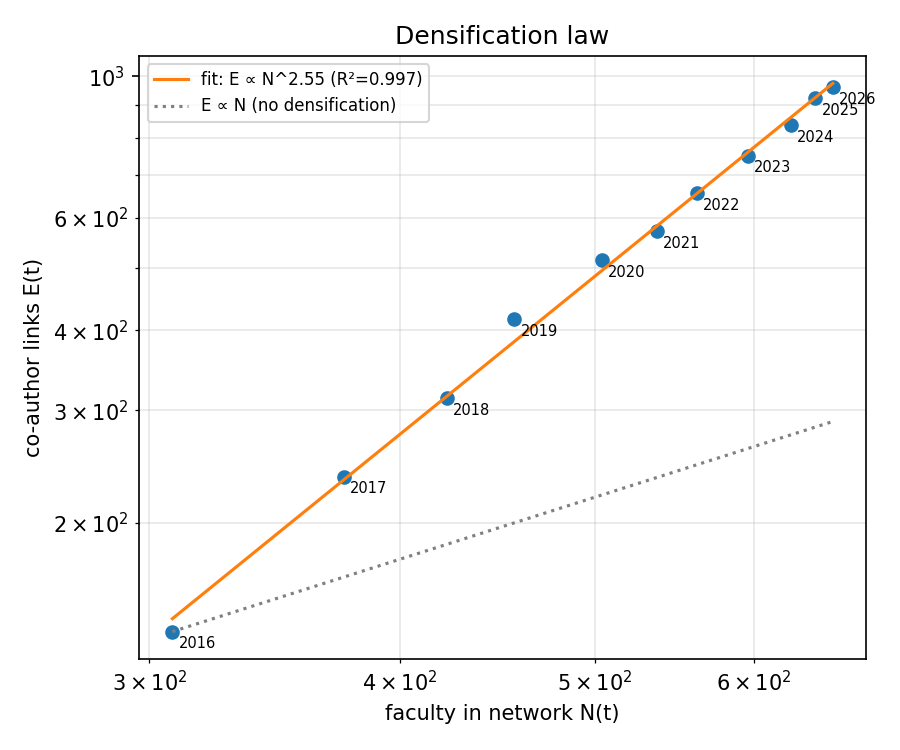 Densification law
fit: E ∝ N^2.55 (R²=0.997)
E ∝ N (no densification)
10³
6 × 10²
4 × 10²
3 × 10²
2 × 10²
co-author links E(t)
2026
2025
2024
2023
2022
2021
2020
2019
2018
2017
2016
3 × 10²
4 × 10²
5 × 10²
6 × 10²
faculty in network N(t)